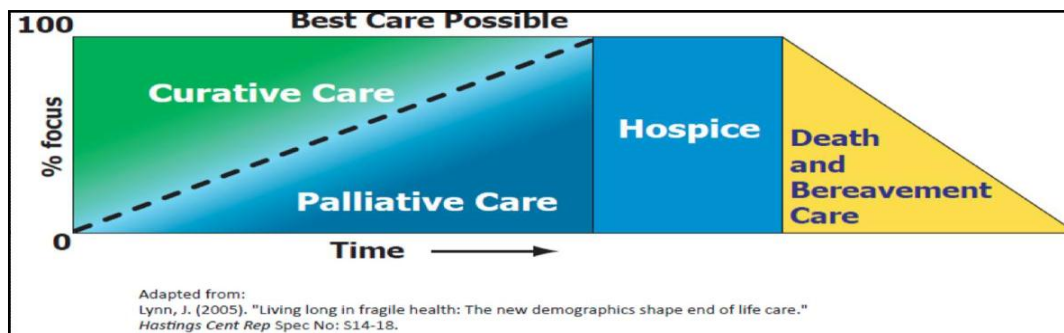 Best Care Possible
100
Curative Care
% focus
Palliative Care
Hospice
Death
and
Bereavement
Care
0
Time
Adapted from:
Lynn, J. (2005). "Living long in fragile health: The new demographics shape end of life care."
Hastings Cent Rep Spec No: S14-18.